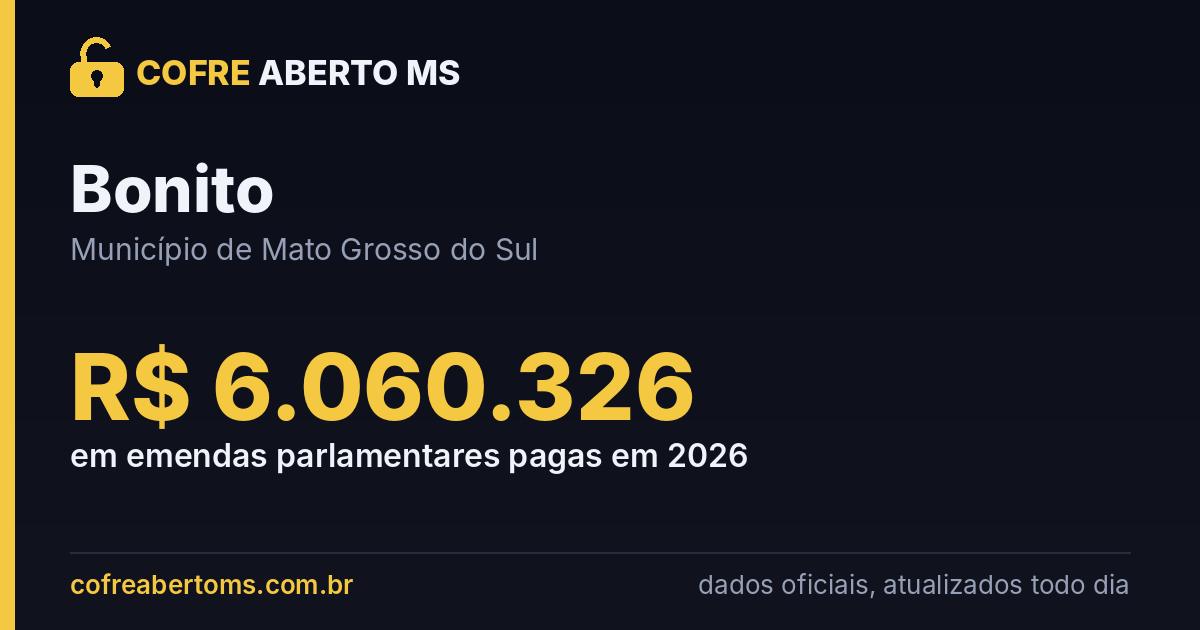 COFRE ABERTO MS
Bonito
Município de Mato Grosso do Sul
R$ 6.060.326
em emendas parlamentares pagas em 2026
cofreabertoms.com.br
dados oficiais, atualizados todo dia